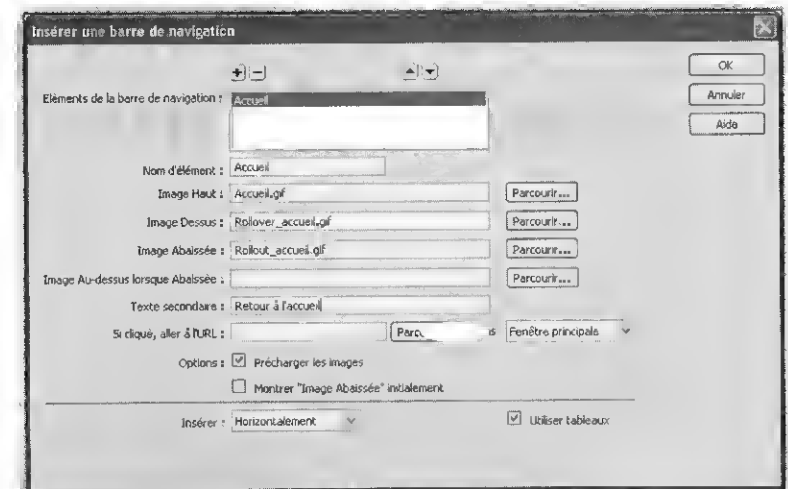 Insérer une barre de navigation
OK
Eléments de la barre de navigation : Accueil
Annuler
Aide
Nom d'élément : Accueil
Image Haut : Accueil.gif Parcourir...
Image Dessus : Rollover_accueil.gif Parcourir...
Image Abaissée : Rollout_accueil.gif Parcourir...
Image Au-dessus lorsque Abaissée : Parcourir...
Texte secondaire : Retour à l'accueil
Si cliqué, aller à l'URL : Fenêtre principale
Options : Précharger les images
Montrer "Image Abaissée" initialement
Insérer : Horizontalement Utiliser tableaux